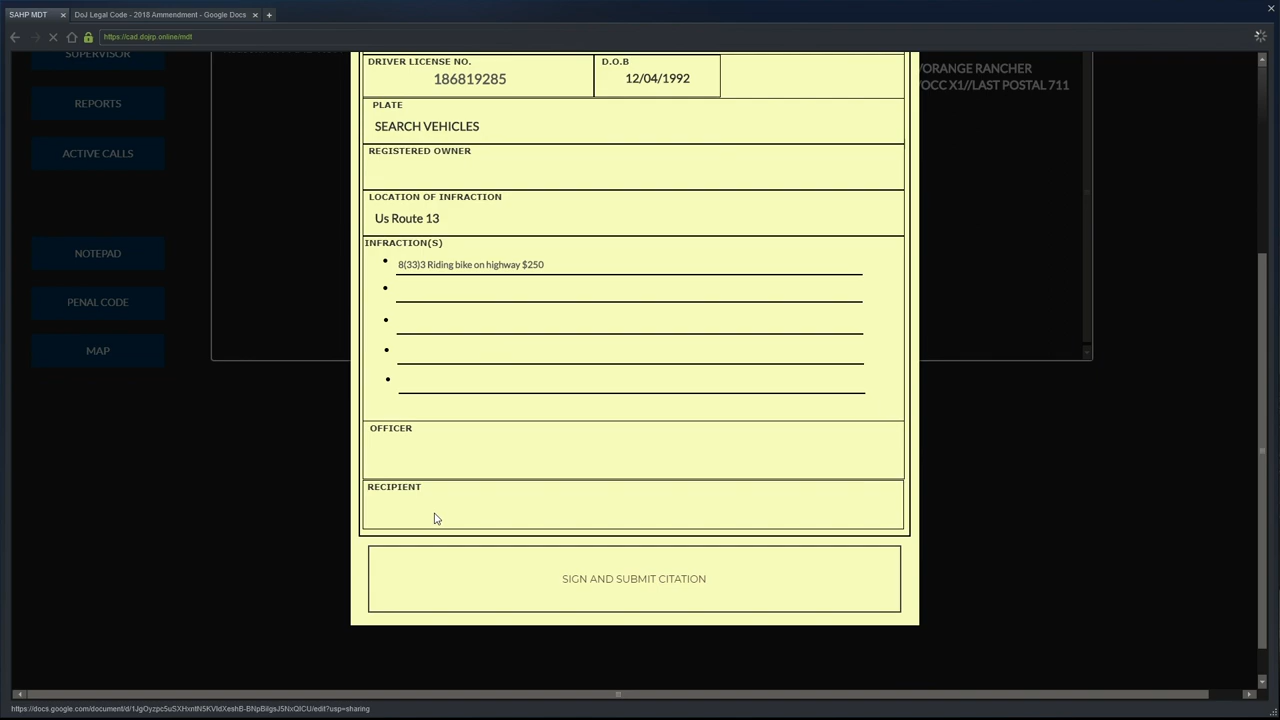 SAHP MDT
DoJ Legal Code - 2018 Ammendment - Google Docs
https://cad.dojrp.online/mdt
SUPERVISOR
REPORTS
ACTIVE CALLS
NOTEPAD
PENAL CODE
MAP
/ORANGE RANCHER
/OCC X1//LAST POSTAL 711
DRIVER LICENSE NO.
186819285
D.O.B
12/04/1992
PLATE
SEARCH VEHICLES
REGISTERED OWNER
LOCATION OF INFRACTION
Us Route 13
INFRACTION(S)
8(33)3 Riding bike on highway $250
OFFICER
RECIPIENT
SIGN AND SUBMIT CITATION